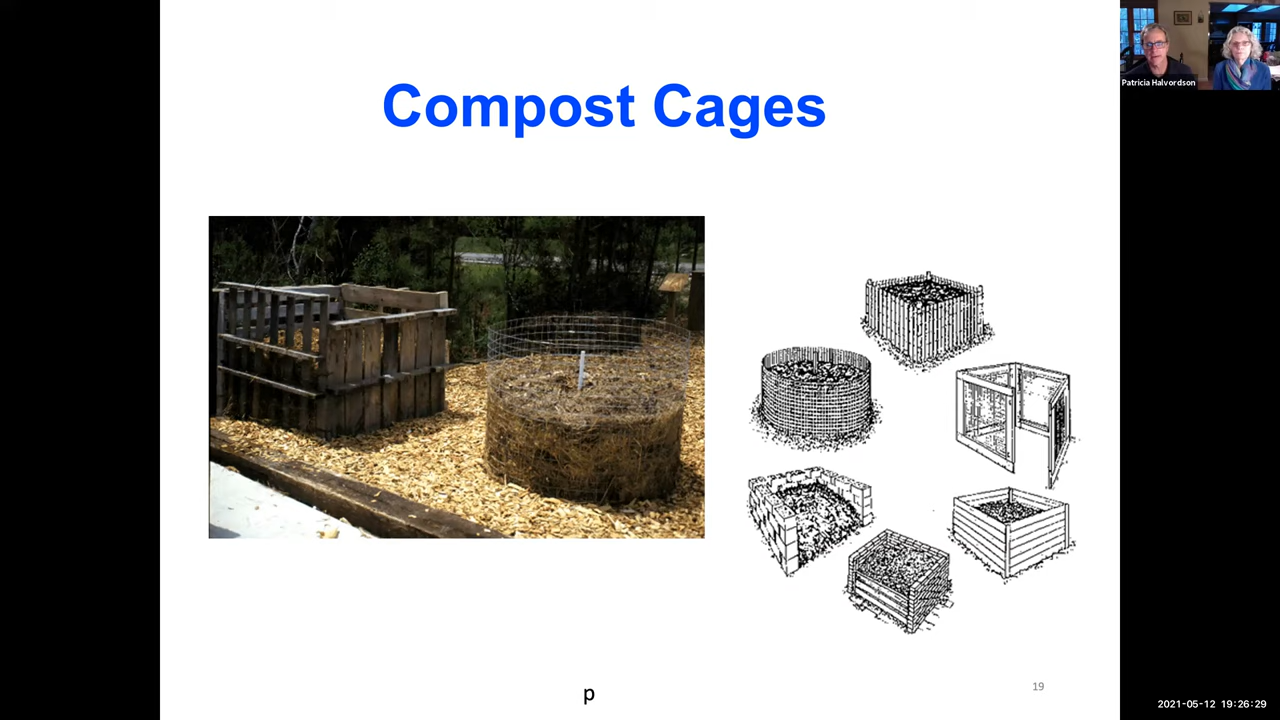 Compost Cages
Patricia Halvordson
p
19
2021-05-12 19:26:29